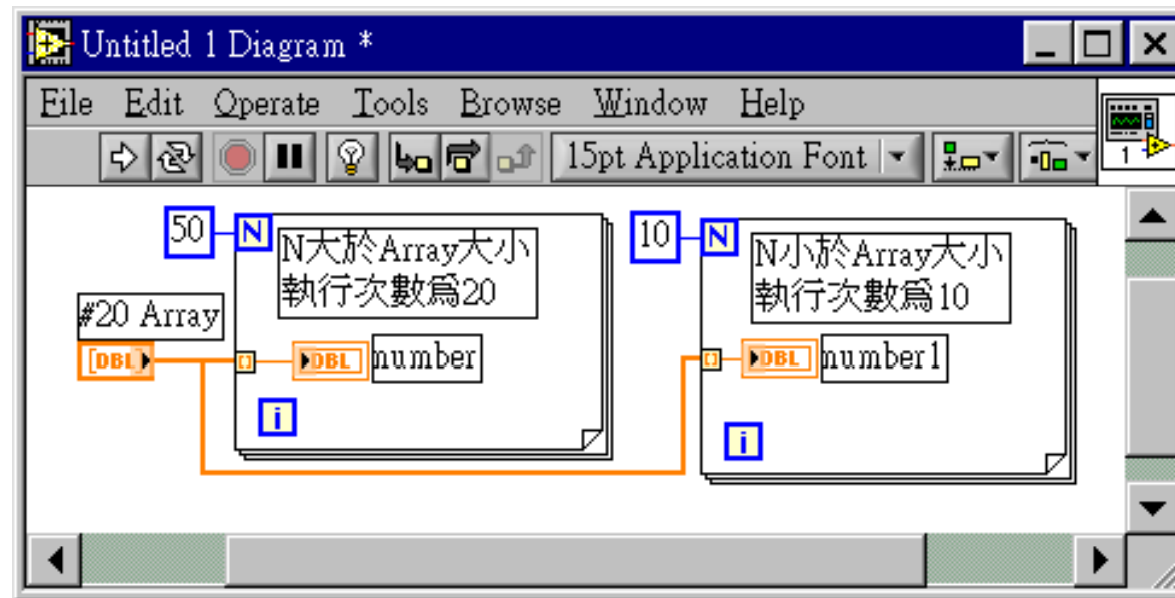 Untitled 1 Diagram *
File Edit Operate Tools Browse Window Help
15pt Application Font
1
50 N
N大於Array大小
執行次數爲20
#20 Array
[DBL]
DBL number
i
10 N
N小於Array大小
執行次數爲10
DBL number1
i